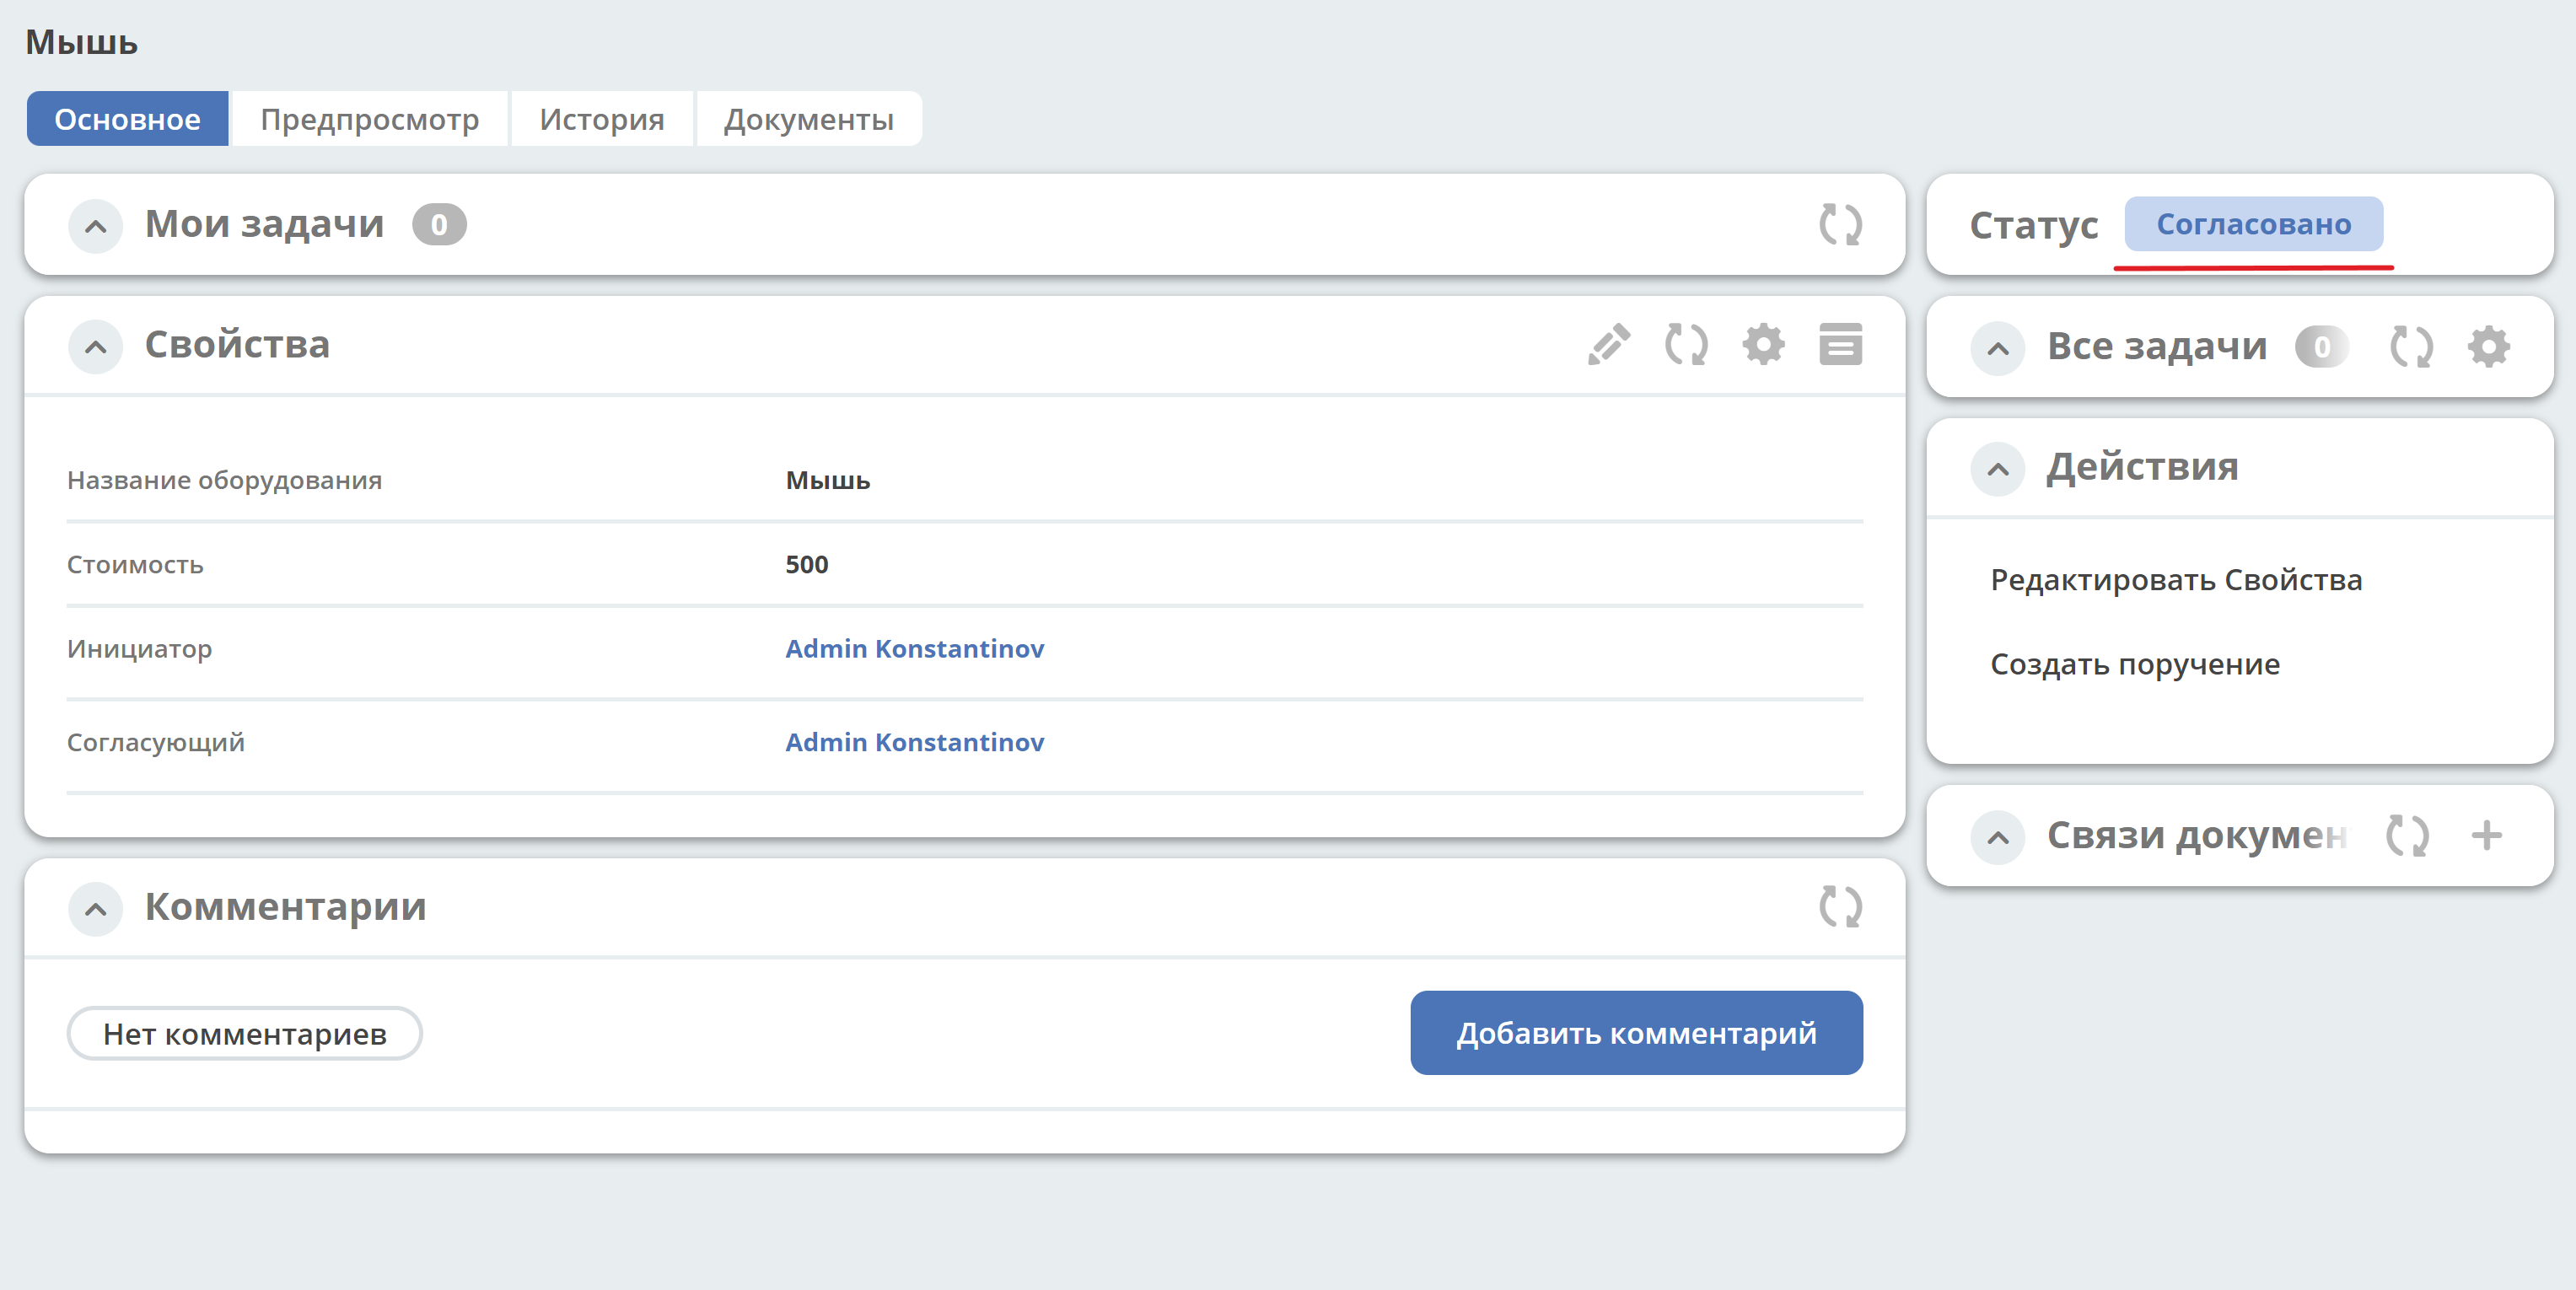 Мышь
Основное Предпросмотр История Документы
Мои задачи 0
Свойства
Название оборудования Мышь
Стоимость 500
Инициатор Admin Konstantinov
Согласующий Admin Konstantinov
Комментарии
Нет комментариев Добавить комментарий
Статус Согласовано
Все задачи 0
Действия
Редактировать Свойства
Создать поручение
Связи докумен